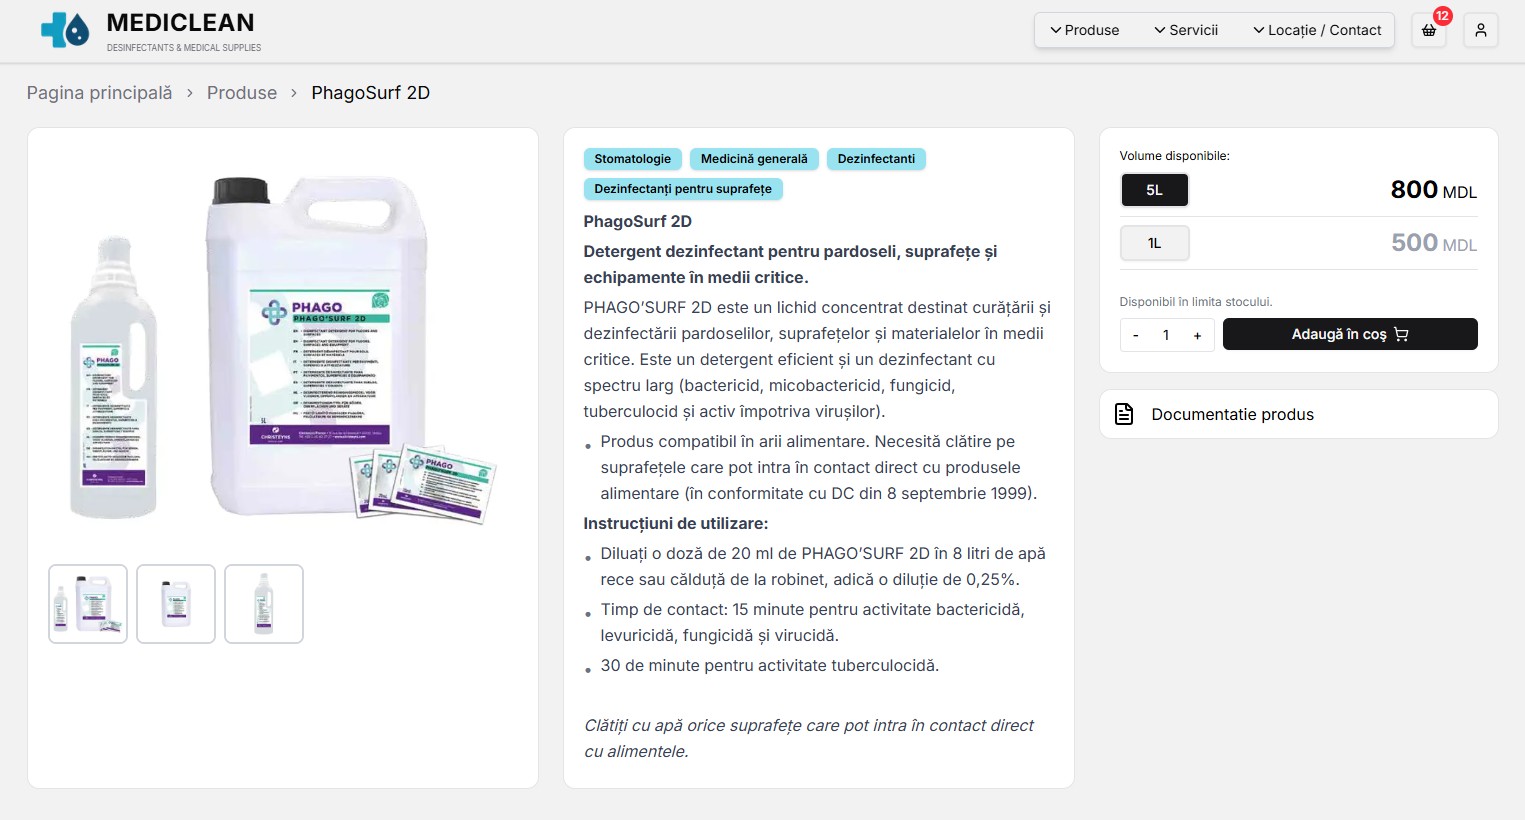 MEDICLEAN
DESINFECTANTS & MEDICAL SUPPLIES
Produse
Servicii
Locație / Contact
12
Pagina principală
Produse
PhagoSurf 2D
PHAGO
PHAGO'SURF 2D
CHRISTEYNS
PHAGO
PHAGO
Stomatologie
Medicină generală
Dezinfectanti
Dezinfectanți pentru suprafețe
PhagoSurf 2D
Detergent dezinfectant pentru pardoseli, suprafețe și
echipamente în medii critice.
PHAGO’SURF 2D este un lichid concentrat destinat curățării și
dezinfectării pardoselilor, suprafețelor și materialelor în medii
critice. Este un detergent eficient și un dezinfectant cu
spectru larg (bactericid, micobactericid, fungicid,
tuberculocid și activ împotriva virușilor).
• Produs compatibil în arii alimentare. Necesită clătire pe
suprafețele care pot intra în contact direct cu produsele
alimentare (în conformitate cu DC din 8 septembrie 1999).
Instrucțiuni de utilizare:
• Diluați o doză de 20 ml de PHAGO’SURF 2D în 8 litri de apă
rece sau călduță de la robinet, adică o diluție de 0,25%.
• Timp de contact: 15 minute pentru activitate bactericidă,
levuricidă, fungicidă și virucidă.
• 30 de minute pentru activitate tuberculocidă.
Clătiți cu apă orice suprafețe care pot intra în contact direct
cu alimentele.
Volume disponibile:
5L
800 MDL
1L
500 MDL
Disponibil în limita stocului.
- 1 +
Adaugă în coș
Documentatie produs